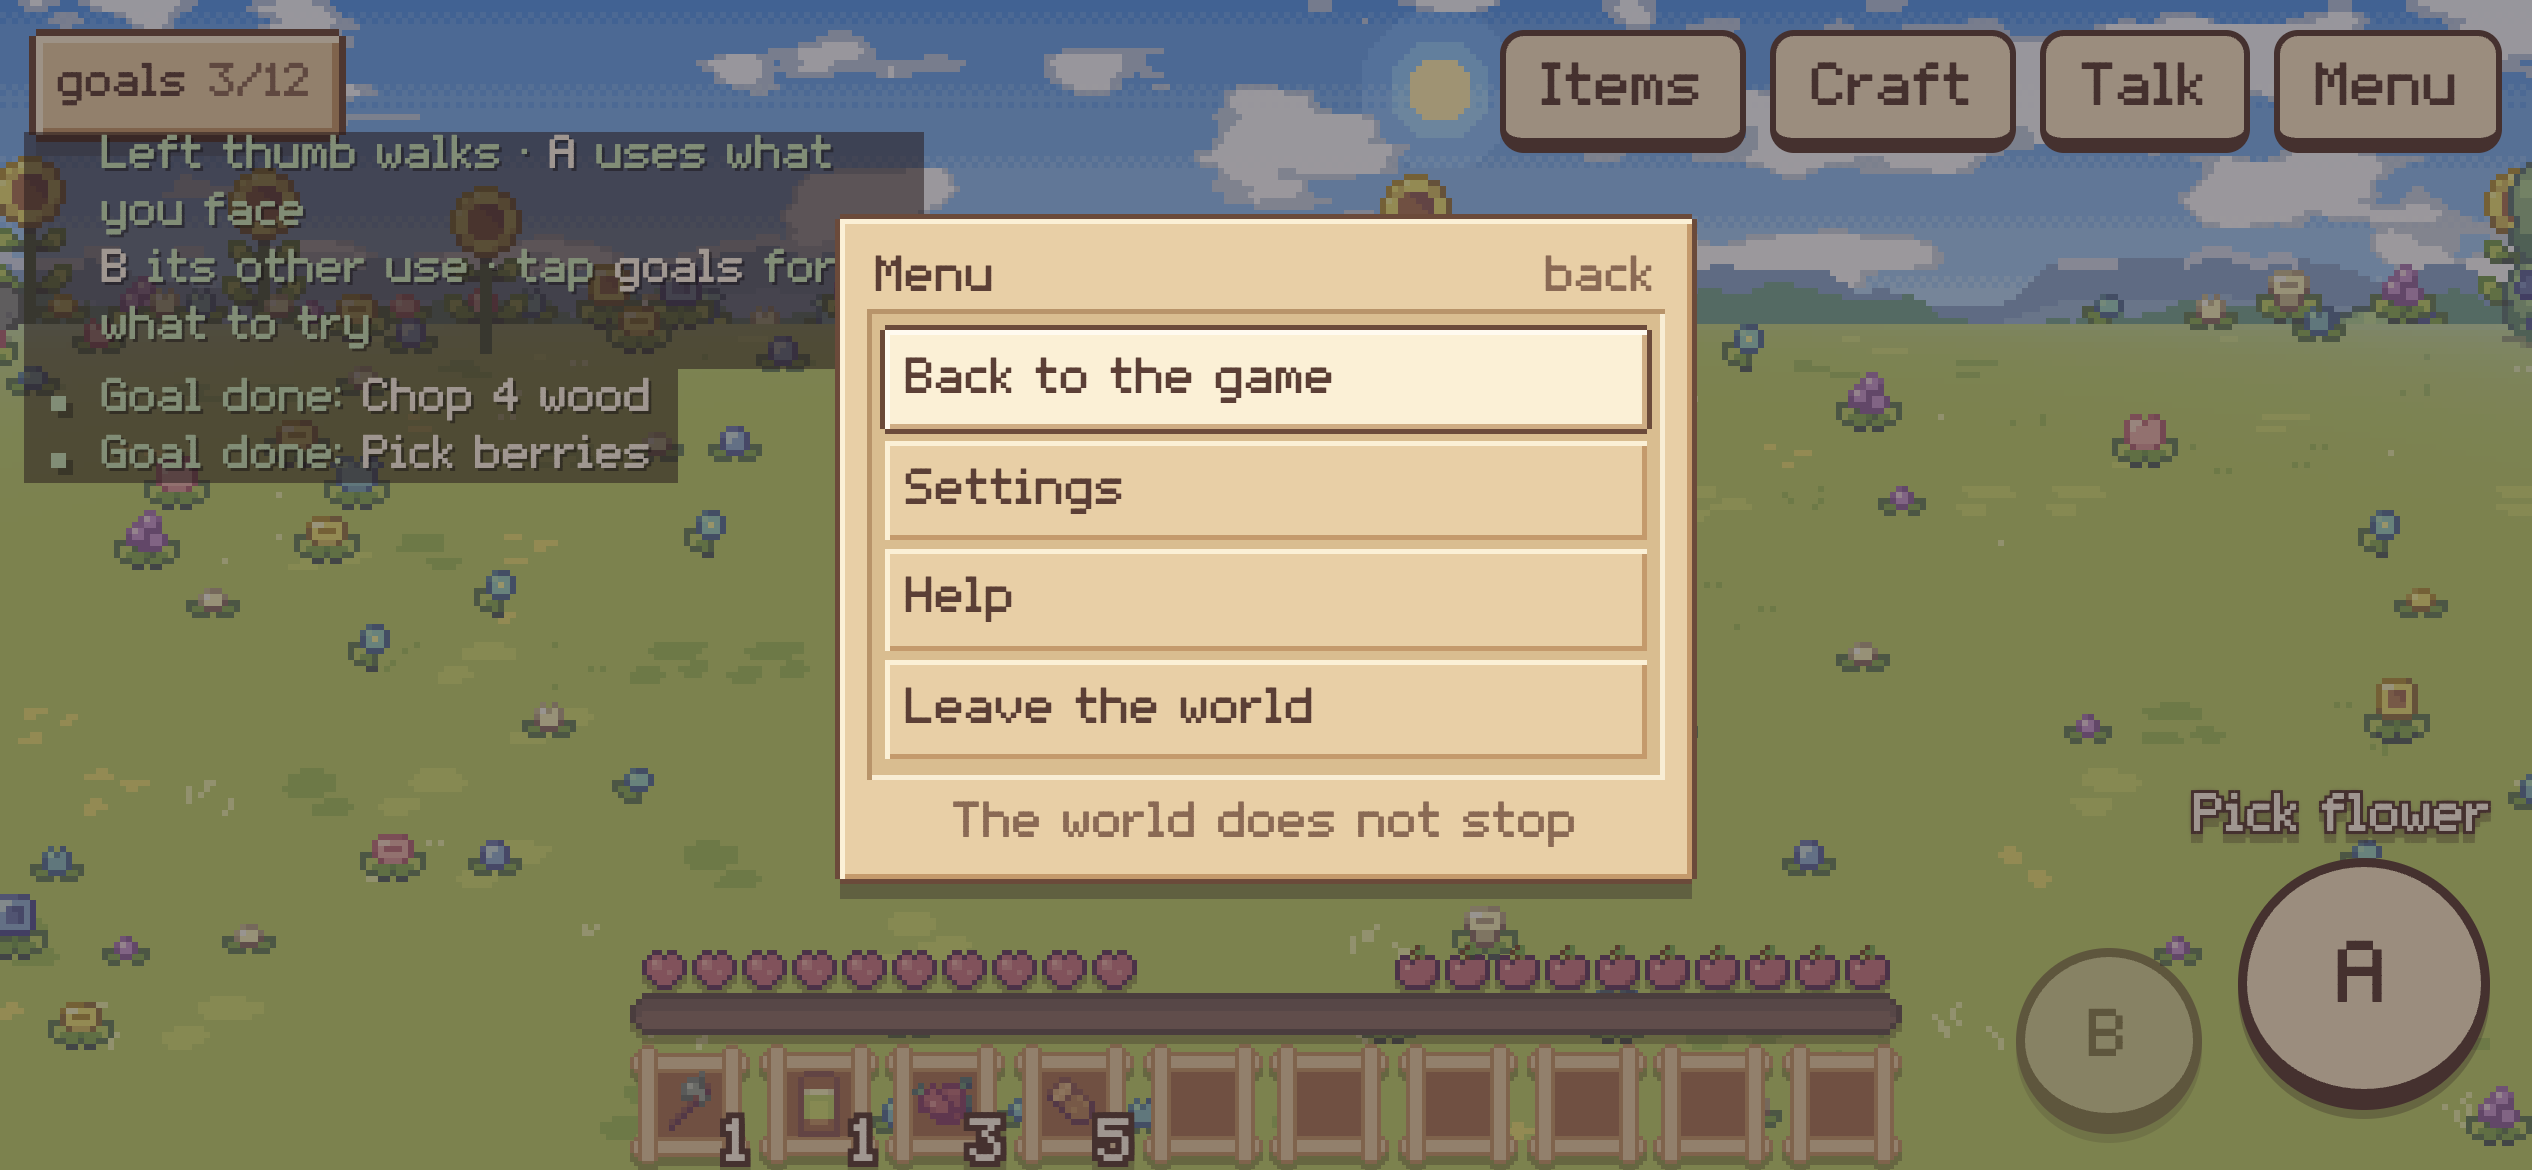 goals 3/12
Items
Craft
Talk
Menu
Left thumb walks · A uses what
you face
B its other use · tap goals for
what to try
Goal done: Chop 4 wood
Goal done: Pick berries
Menu
back
Back to the game
Settings
Help
Leave the world
The world does not stop
Pick flower
A
B
1
1
3
5